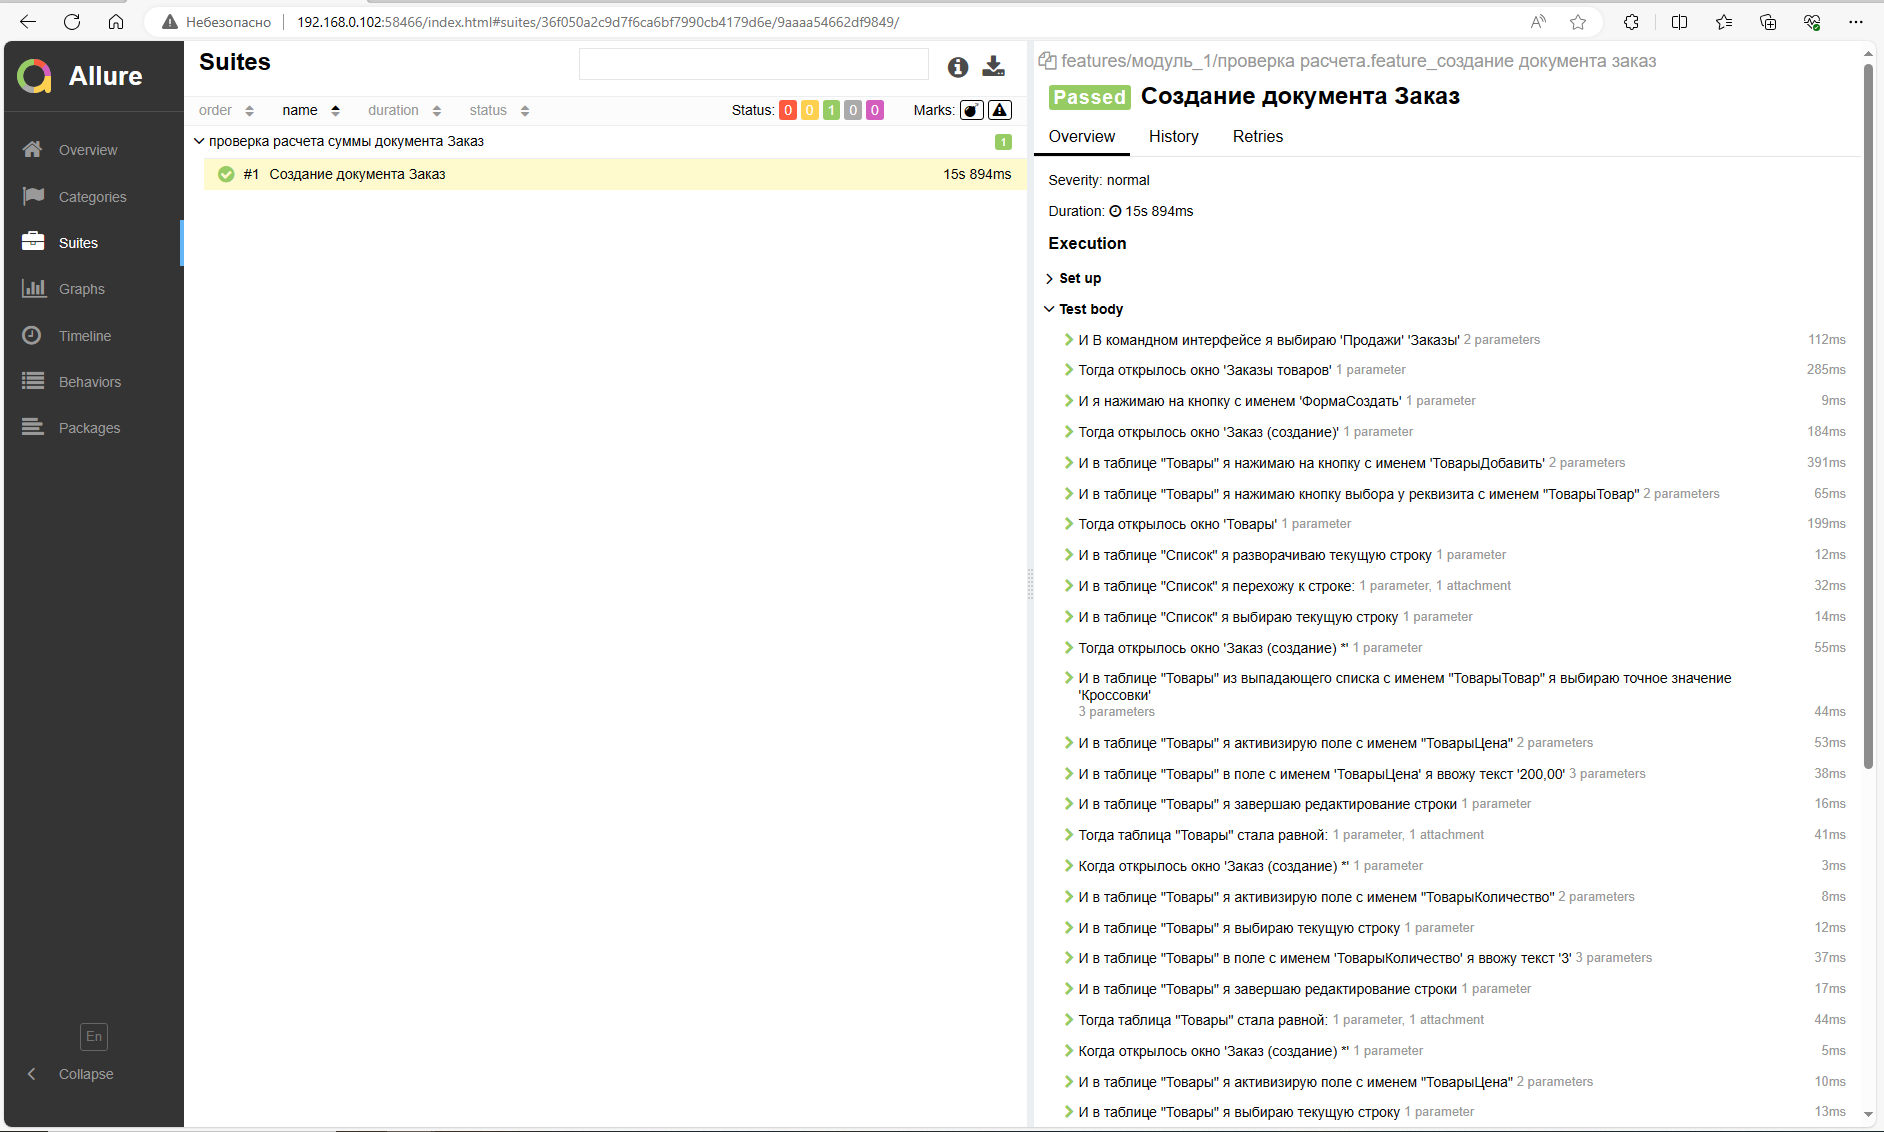 Небезопасно
192.168.0.102:58466/index.html#suites/36f050a2c9d7f6ca6bf7990cb4179d6e/9aaaa54662df9849/
Allure
Overview
Categories
Suites
Graphs
Timeline
Behaviors
Packages
En
Collapse
Suites
order name duration status Status: 0 0 1 0 0 Marks:
проверка расчета суммы документа Заказ 1
#1 Создание документа Заказ 15s 894ms
features/модуль_1/проверка расчета.feature_создание документа заказ
Passed Создание документа Заказ
Overview History Retries
Severity: normal
Duration: 15s 894ms
Execution
Set up
Test body
И В командном интерфейсе я выбираю 'Продажи' 'Заказы' 2 parameters 112ms
Тогда открылось окно 'Заказы товаров' 1 parameter 285ms
И я нажимаю на кнопку с именем 'ФормаСоздать' 1 parameter 9ms
Тогда открылось окно 'Заказ (создание)' 1 parameter 184ms
И в таблице "Товары" я нажимаю на кнопку с именем 'ТоварыДобавить' 2 parameters 391ms
И в таблице "Товары" я нажимаю кнопку выбора у реквизита с именем "ТоварыТовар" 2 parameters 65ms
Тогда открылось окно 'Товары' 1 parameter 199ms
И в таблице "Список" я разворачиваю текущую строку 1 parameter 12ms
И в таблице "Список" я перехожу к строке: 1 parameter, 1 attachment 32ms
И в таблице "Список" я выбираю текущую строку 1 parameter 14ms
Тогда открылось окно 'Заказ (создание) *' 1 parameter 55ms
И в таблице "Товары" из выпадающего списка с именем "ТоварыТовар" я выбираю точное значение
'Кроссовки'
3 parameters 44ms
И в таблице "Товары" я активизирую поле с именем "ТоварыЦена" 2 parameters 53ms
И в таблице "Товары" в поле с именем 'ТоварыЦена' я ввожу текст '200,00' 3 parameters 38ms
И в таблице "Товары" я завершаю редактирование строки 1 parameter 16ms
Тогда таблица "Товары" стала равной: 1 parameter, 1 attachment 41ms
Когда открылось окно 'Заказ (создание) *' 1 parameter 3ms
И в таблице "Товары" я активизирую поле с именем "ТоварыКоличество" 2 parameters 8ms
И в таблице "Товары" я выбираю текущую строку 1 parameter 12ms
И в таблице "Товары" в поле с именем 'ТоварыКоличество' я ввожу текст '3' 3 parameters 37ms
И в таблице "Товары" я завершаю редактирование строки 1 parameter 17ms
Тогда таблица "Товары" стала равной: 1 parameter, 1 attachment 44ms
Когда открылось окно 'Заказ (создание) *' 1 parameter 5ms
И в таблице "Товары" я активизирую поле с именем "ТоварыЦена" 2 parameters 10ms
И в таблице "Товары" я выбираю текущую строку 1 parameter 13ms